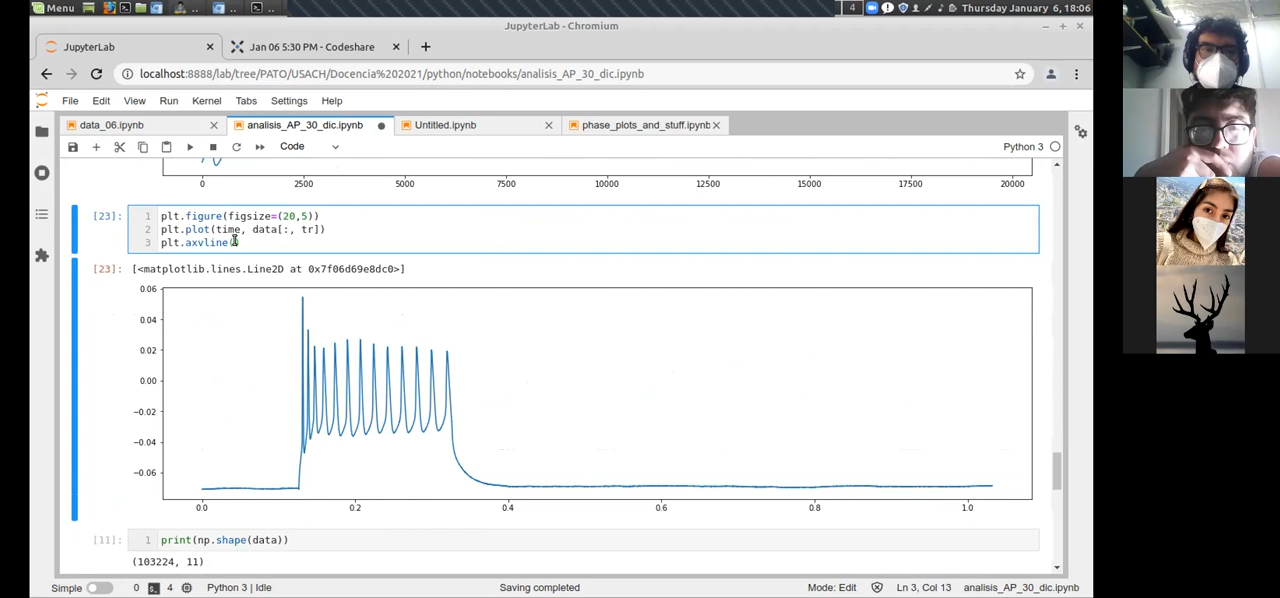 Menu
4
Thursday January 6, 18:06
JupyterLab - Chromium
JupyterLab
Jan 06 5:30 PM - Codeshare
localhost:8888/lab/tree/PATO/USACH/Docencia%202021/python/notebooks/analisis_AP_30_dic.ipynb
File Edit View Run Kernel Tabs Settings Help
data_06.ipynb
analisis_AP_30_dic.ipynb
Untitled.ipynb
phase_plots_and_stuff.ipynb
Code
Python 3
0 2500 5000 7500 10000 12500 15000 17500 20000
[23]:
1 plt.figure(figsize=(20,5))
2 plt.plot(time, data[:, tr])
3 plt.axvline(
[23]:
[<matplotlib.lines.Line2D at 0x7f06d69e8dc0>]
0.06
0.04
0.02
0.00
−0.02
−0.04
−0.06
0.0 0.2 0.4 0.6 0.8 1.0
[11]:
1 print(np.shape(data))
(103224, 11)
Simple 0 4 Python 3 | Idle Saving completed Mode: Edit Ln 3, Col 13 analisis_AP_30_dic.ipynb